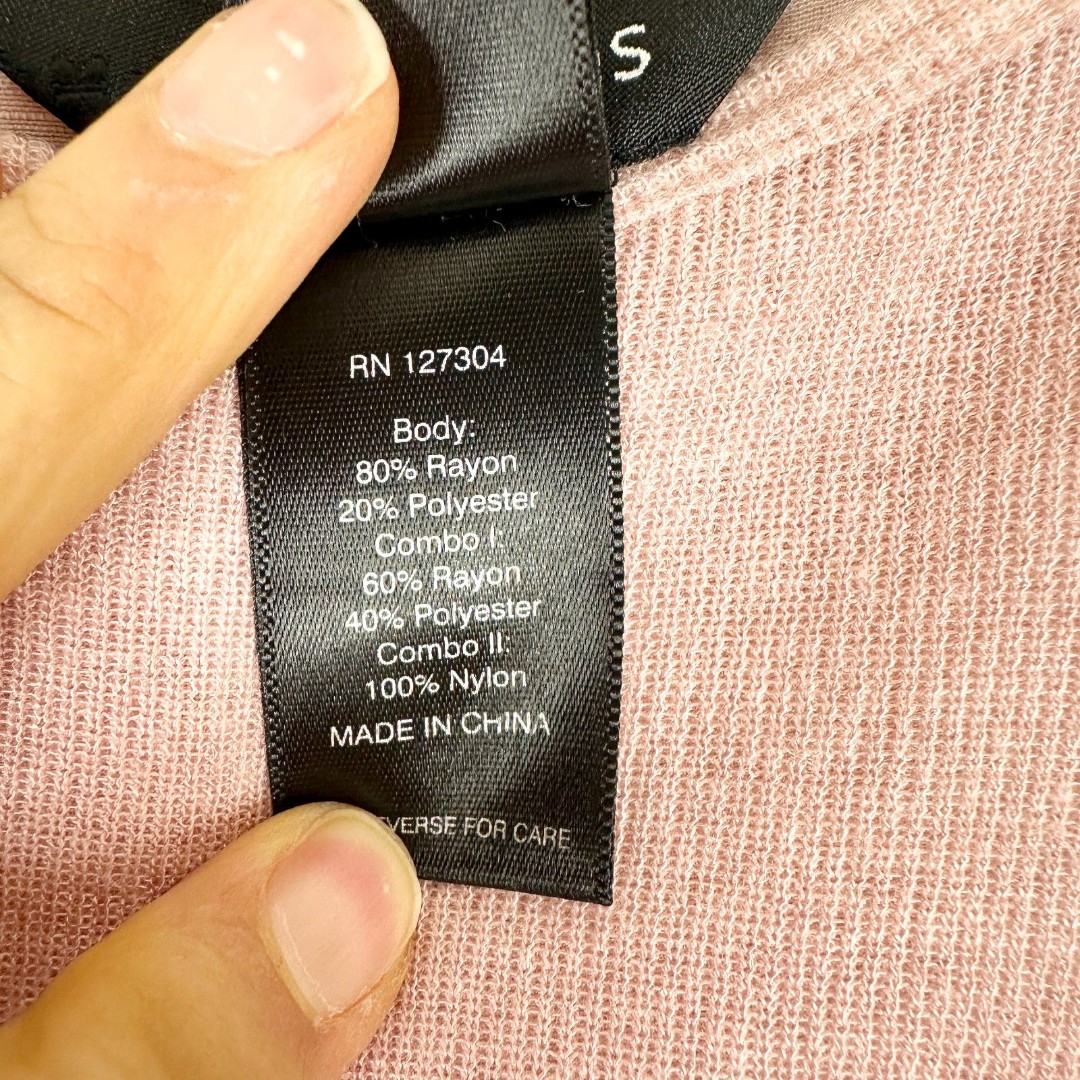 S
RN 127304
Body:
80% Rayon
20% Polyester
Combo I:
60% Rayon
40% Polyester
Combo II:
100% Nylon
MADE IN CHINA
FOR CARE